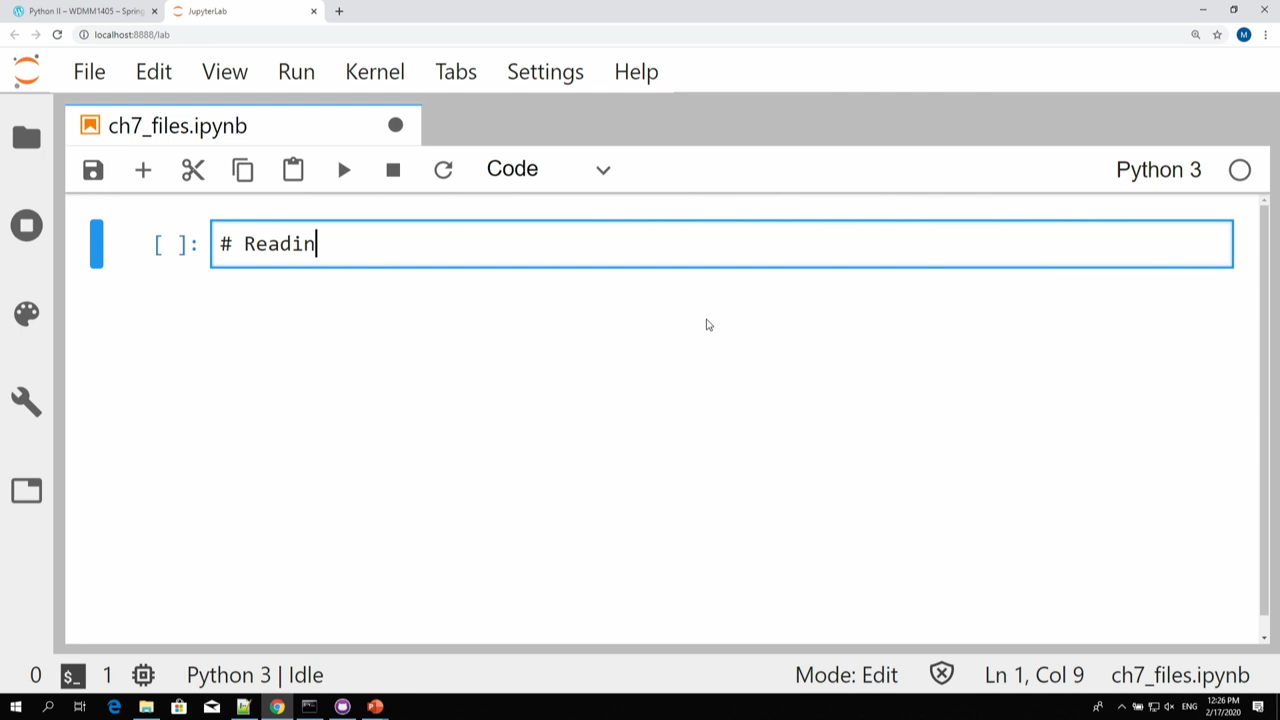 Python II – WDMM1405 – Spring
JupyterLab
localhost:8888/lab
M
File Edit View Run Kernel Tabs Settings Help
ch7_files.ipynb
Code
Python 3
[ ]: # Readin
0 $_ 1 Python 3 | Idle
Mode: Edit Ln 1, Col 9 ch7_files.ipynb
ENG
12:26 PM
2/17/2020